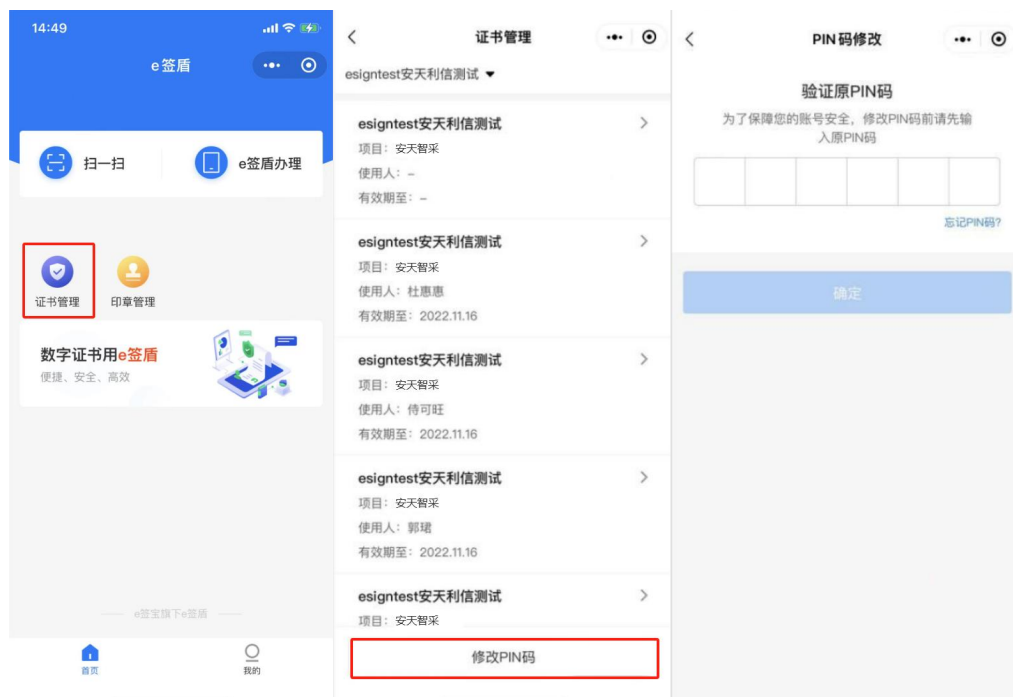 14:49
e签盾
扫一扫
e签盾办理
证书管理
印章管理
数字证书用e签盾
便捷、安全、高效
e签宝旗下e签盾
首页
我的
证书管理
esigntest安天利信测试
esigntest安天利信测试
项目：安天智采
使用人：-
有效期至：-
esigntest安天利信测试
项目：安天智采
使用人：杜惠惠
有效期至：2022.11.16
esigntest安天利信测试
项目：安天智采
使用人：侍可旺
有效期至：2022.11.16
esigntest安天利信测试
项目：安天智采
使用人：郭珺
有效期至：2022.11.16
esigntest安天利信测试
项目：安天智采
修改PIN码
PIN码修改
验证原PIN码
为了保障您的账号安全，修改PIN码前请先输
入原PIN码
忘记PIN码?
确定